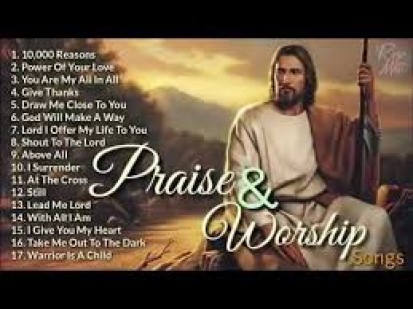 1. 10,000 Reasons
2. Power Of Your Love
3. You Are My All In All
4. Give Thanks
5. Draw Me Close To You
6. God Will Make A Way
7. Lord I Offer My Life To You
8. Shout To The Lord
9. Above All
10. I Surrender
11. At The Cross
12. Still
13. Lead Me Lord
14. With All I Am
15. I Give You My Heart
16. Take Me Out To The Dark
17. Warrior Is A Child
Praise
&
Worship
Songs